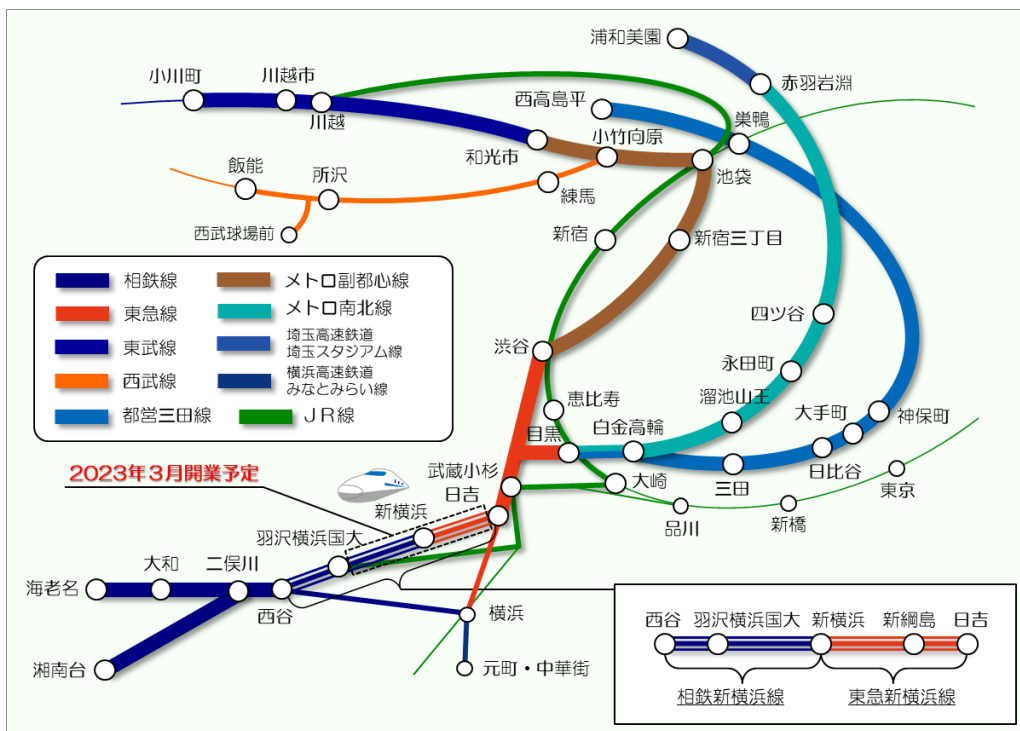 浦和美園
赤羽岩淵
小川町
川越市
川越
西高島平
巣鴨
小竹向原
和光市
池袋
飯能
所沢
練馬
西武球場前
新宿
新宿三丁目
相鉄線
メトロ副都心線
東急線
メトロ南北線
東武線
埼玉高速鉄道
埼玉スタジアム線
西武線
横浜高速鉄道
みなとみらい線
都営三田線
JR線
四ツ谷
渋谷
永田町
溜池山王
恵比寿
大手町
神保町
白金高輪
目黒
日比谷
三田
東京
2023年3月開業予定
武蔵小杉
日吉
大崎
品川
新橋
新横浜
羽沢横浜国大
海老名
大和
二俣川
西谷
横浜
湘南台
元町・中華街
西谷
羽沢横浜国大
新横浜
新綱島
日吉
相鉄新横浜線
東急新横浜線